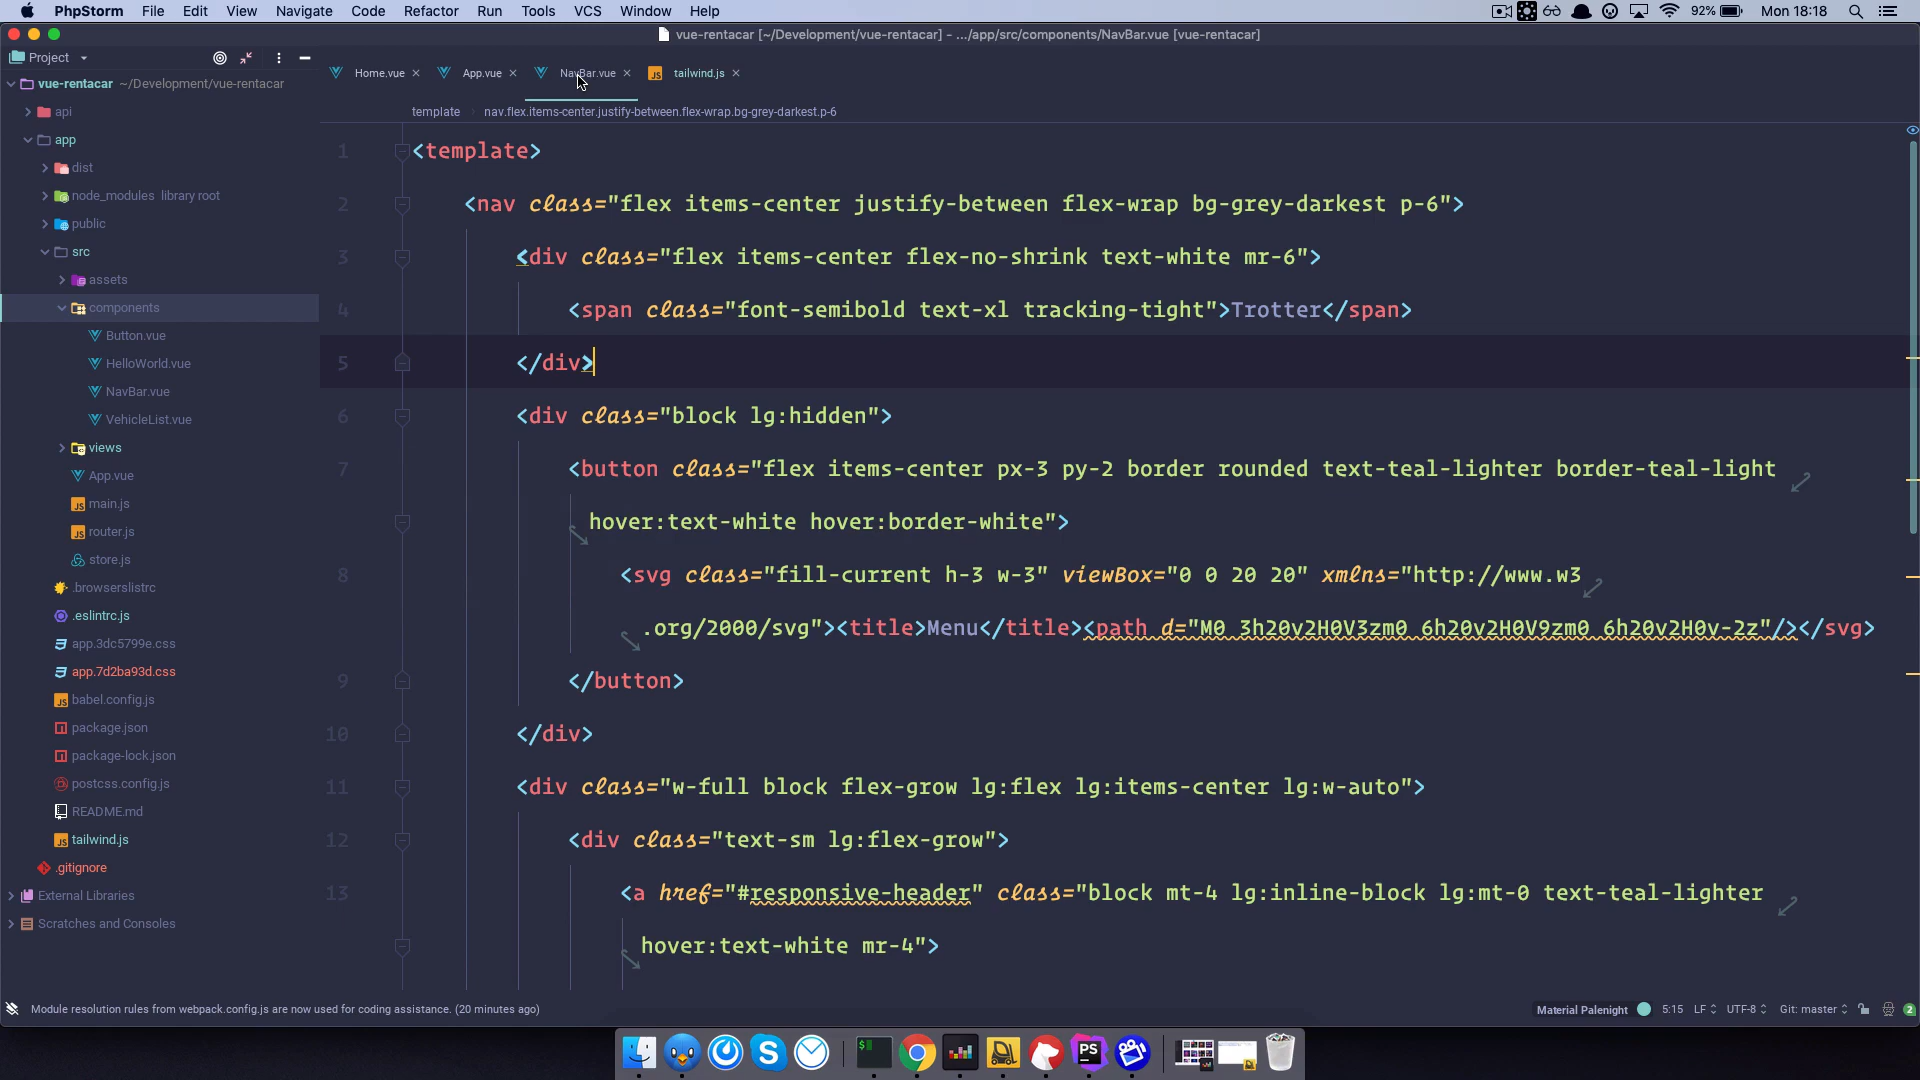 PhpStorm File Edit View Navigate Code Refactor Run Tools VCS Window Help 92% Mon 18:18
vue-rentacar [~/Development/vue-rentacar] - .../app/src/components/NavBar.vue [vue-rentacar]
Project
Home.vue App.vue NavBar.vue tailwind.js
template nav.flex.items-center.justify-between.flex-wrap.bg-grey-darkest.p-6
vue-rentacar ~/Development/vue-rentacar
api
app
dist
node_modules library root
public
src
assets
components
Button.vue
HelloWorld.vue
NavBar.vue
VehicleList.vue
views
App.vue
main.js
router.js
store.js
.browserslistrc
.eslintrc.js
app.3dc5799e.css
app.7d2ba93d.css
babel.config.js
package.json
package-lock.json
postcss.config.js
README.md
tailwind.js
.gitignore
External Libraries
Scratches and Consoles
1 <template>
2 <nav class="flex items-center justify-between flex-wrap bg-grey-darkest p-6">
3 <div class="flex items-center flex-no-shrink text-white mr-6">
4 <span class="font-semibold text-xl tracking-tight">Trotter</span>
5 </div>
6 <div class="block lg:hidden">
7 <button class="flex items-center px-3 py-2 border rounded text-teal-lighter border-teal-light
hover:text-white hover:border-white">
8 <svg class="fill-current h-3 w-3" viewBox="0 0 20 20" xmlns="http://www.w3
.org/2000/svg"><title>Menu</title><path d="M0 3h20v2H0V3zm0 6h20v2H0V9zm0 6h20v2H0v-2z"/></svg>
9 </button>
10 </div>
11 <div class="w-full block flex-grow lg:flex lg:items-center lg:w-auto">
12 <div class="text-sm lg:flex-grow">
13 <a href="#responsive-header" class="block mt-4 lg:inline-block lg:mt-0 text-teal-lighter
hover:text-white mr-4">
Module resolution rules from webpack.config.js are now used for coding assistance. (20 minutes ago) Material Palenight 5:15 LF UTF-8 Git: master 2
PS